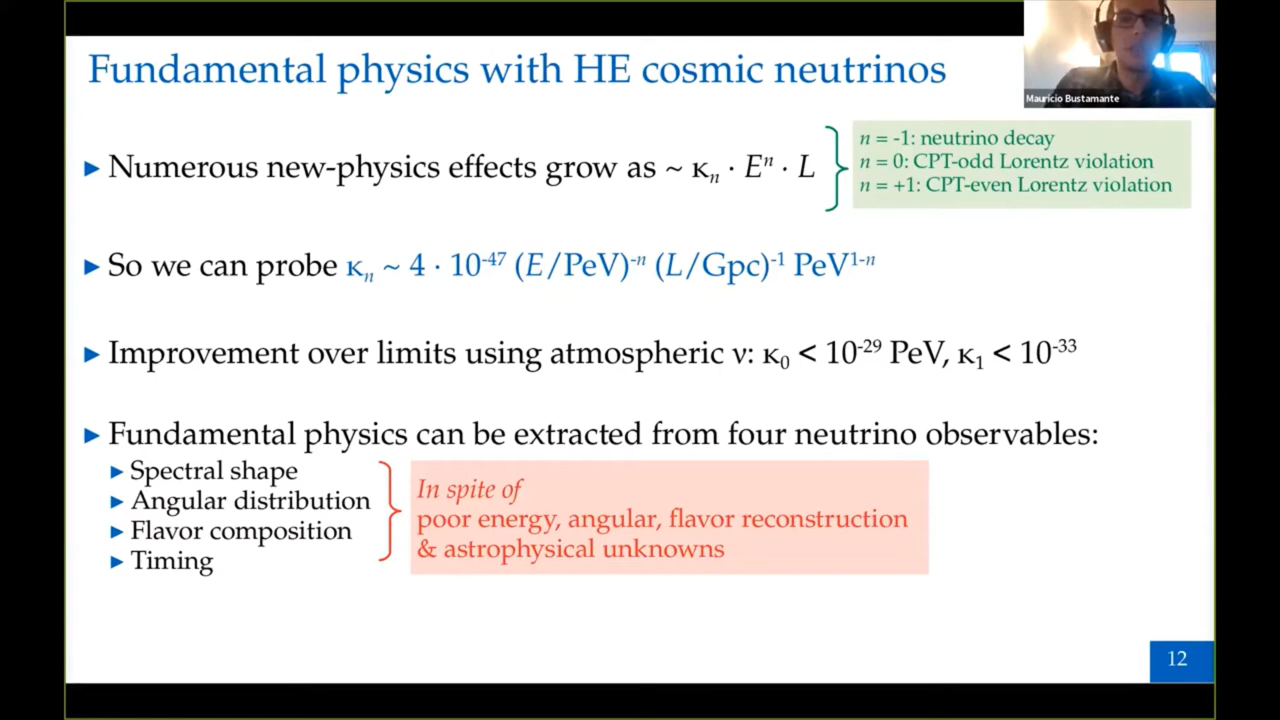 Fundamental physics with HE cosmic neutrinos
Mauricio Bustamante
► Numerous new-physics effects grow as ~ κₙ · Eⁿ · L
n = -1: neutrino decay
n = 0: CPT-odd Lorentz violation
n = +1: CPT-even Lorentz violation
► So we can probe κₙ ~ 4 · 10⁻⁴⁷ (E/PeV)⁻ⁿ (L/Gpc)⁻¹ PeV¹⁻ⁿ
► Improvement over limits using atmospheric ν: κ₀ < 10⁻²⁹ PeV, κ₁ < 10⁻³³
► Fundamental physics can be extracted from four neutrino observables:
► Spectral shape
► Angular distribution
► Flavor composition
► Timing
In spite of
poor energy, angular, flavor reconstruction
& astrophysical unknowns
12